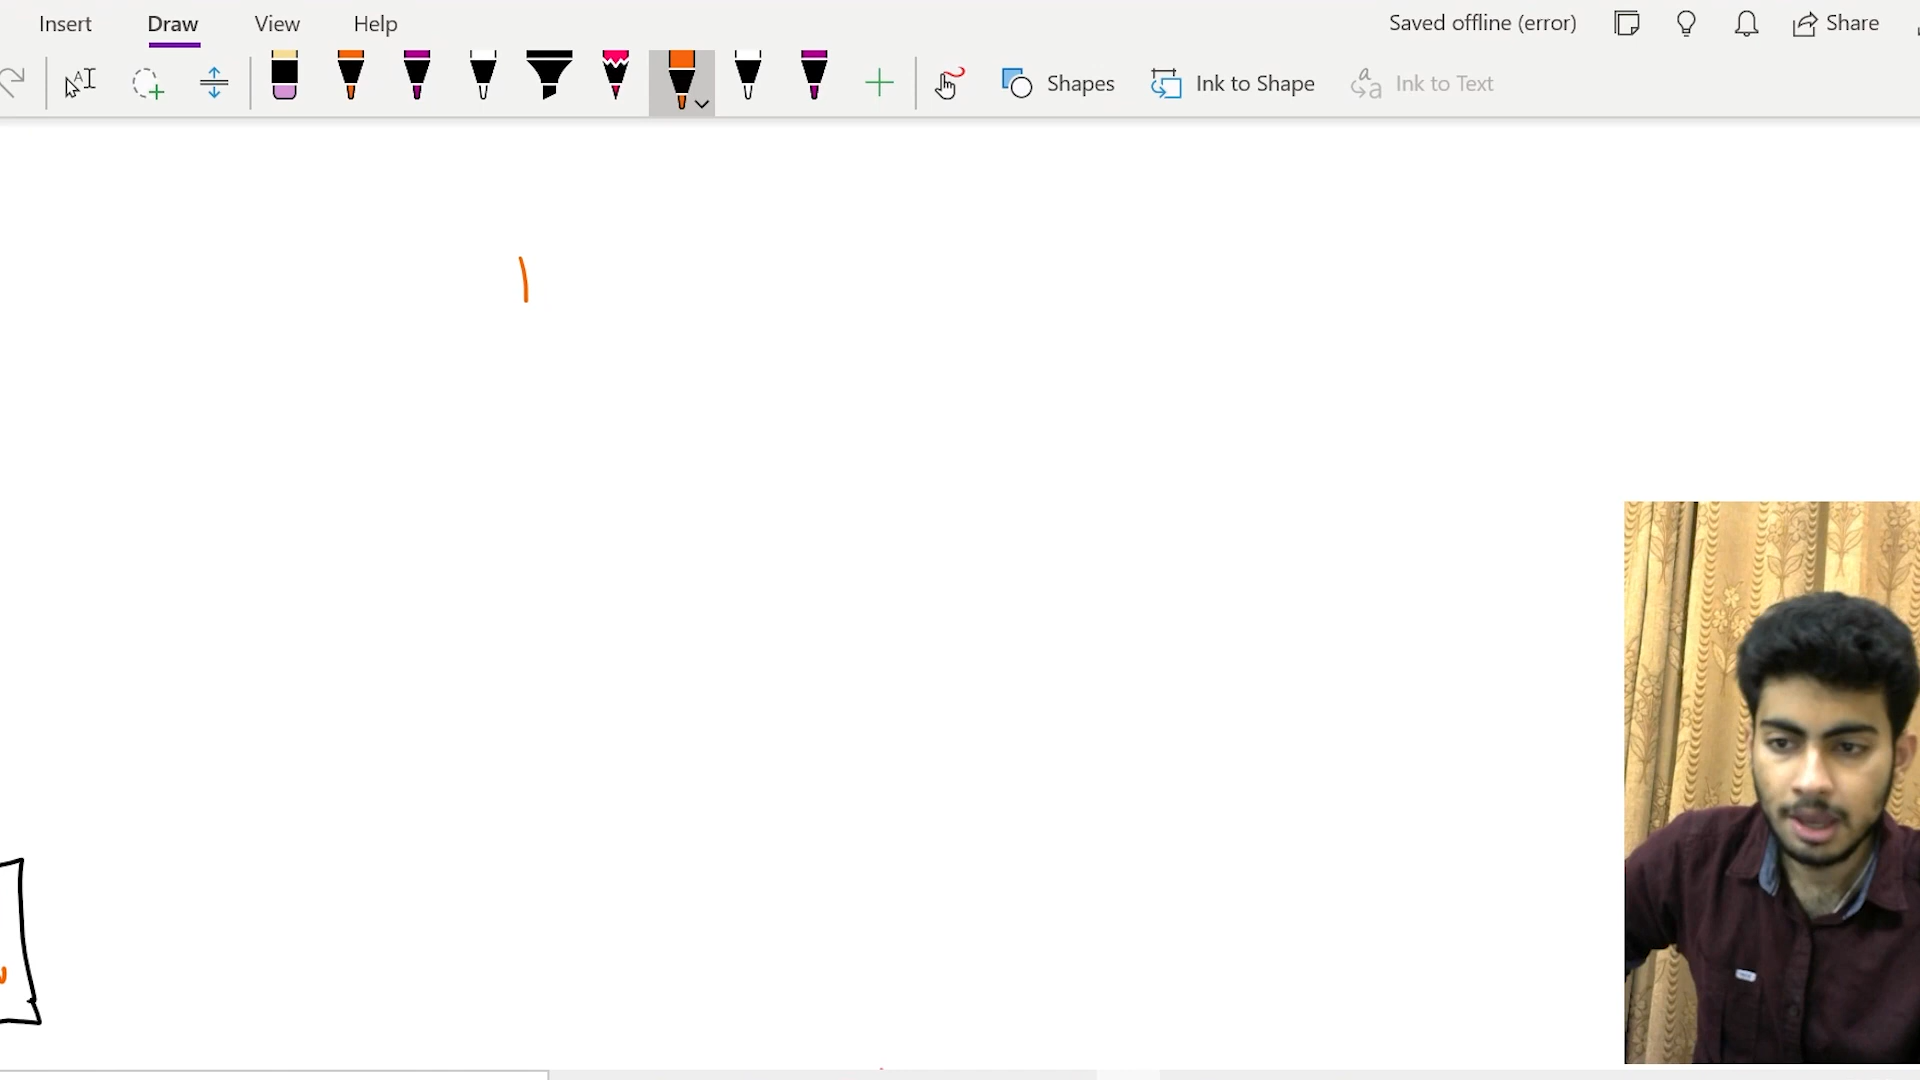 Insert Draw View Help Saved offline (error) Share
Shapes Ink to Shape Ink to Text